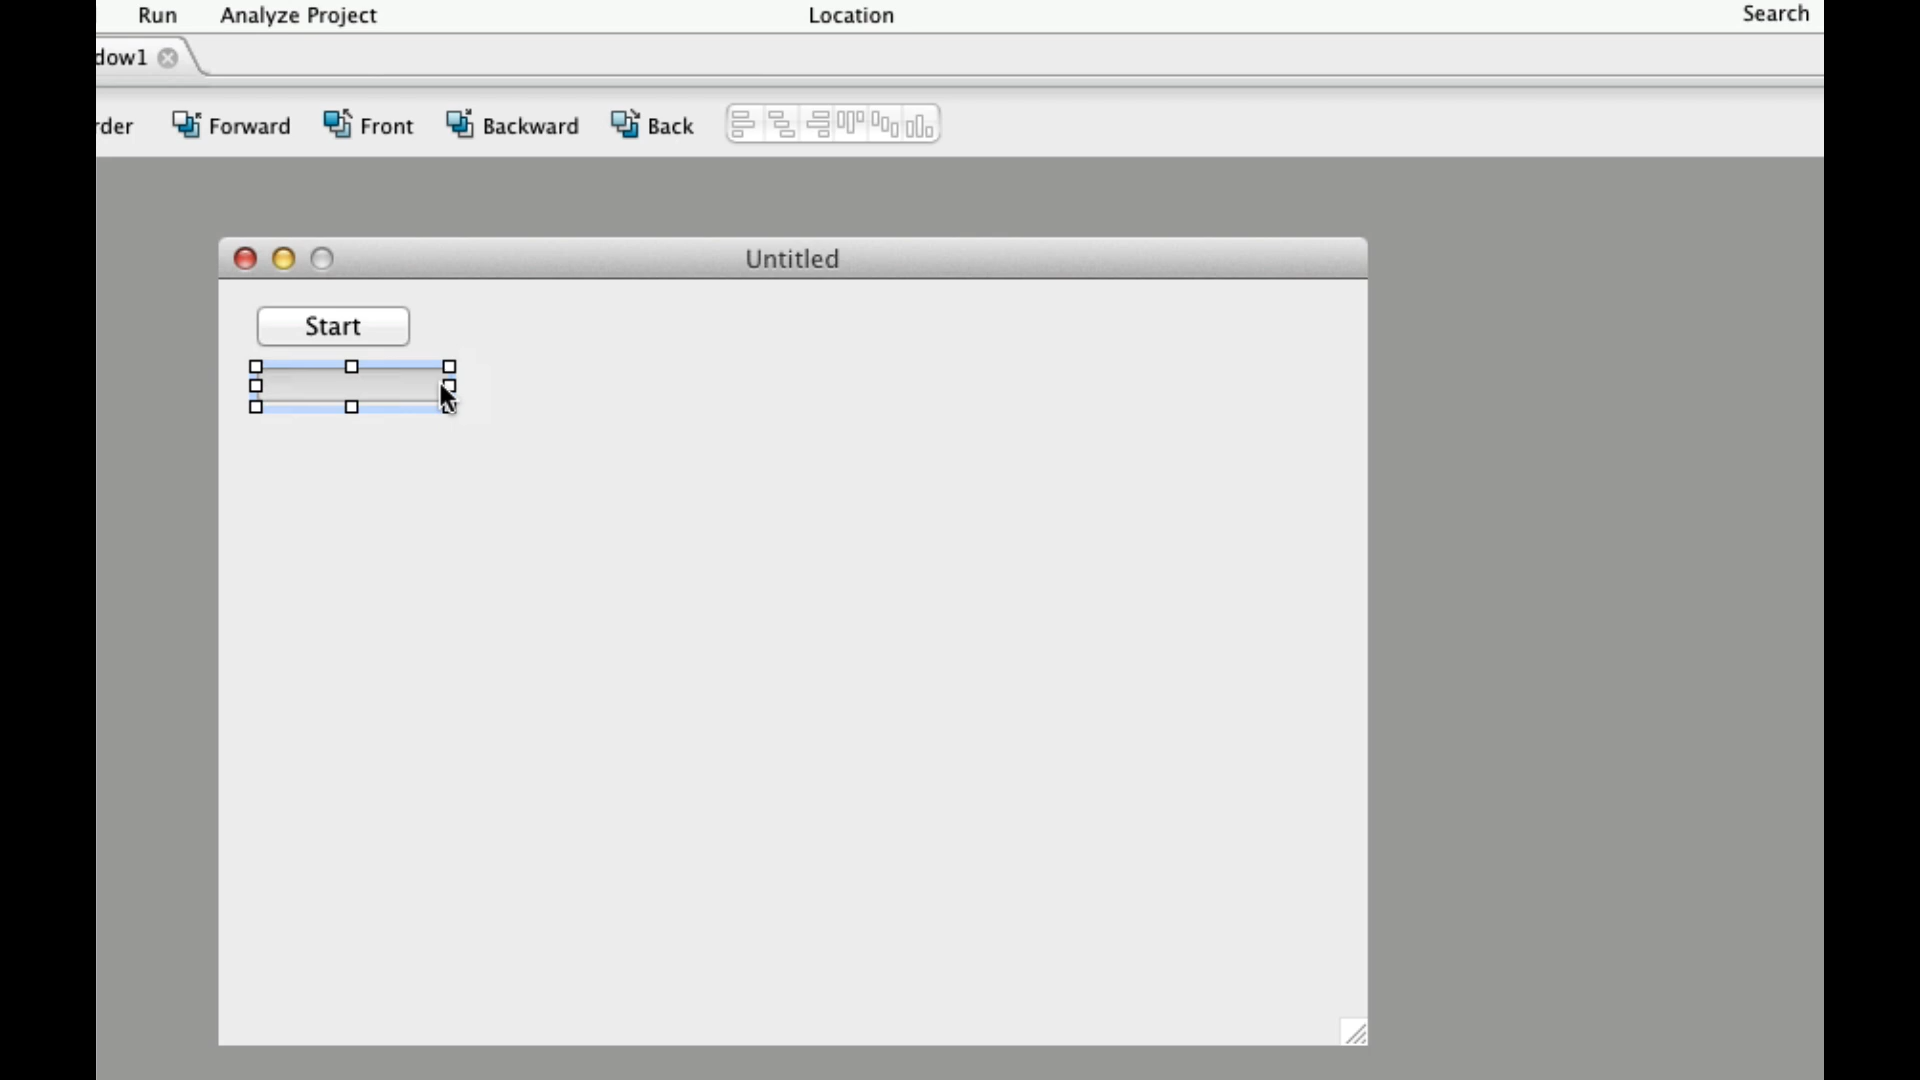 Run Analyze Project Location Search
dow1
rder Forward Front Backward Back
Untitled
Start